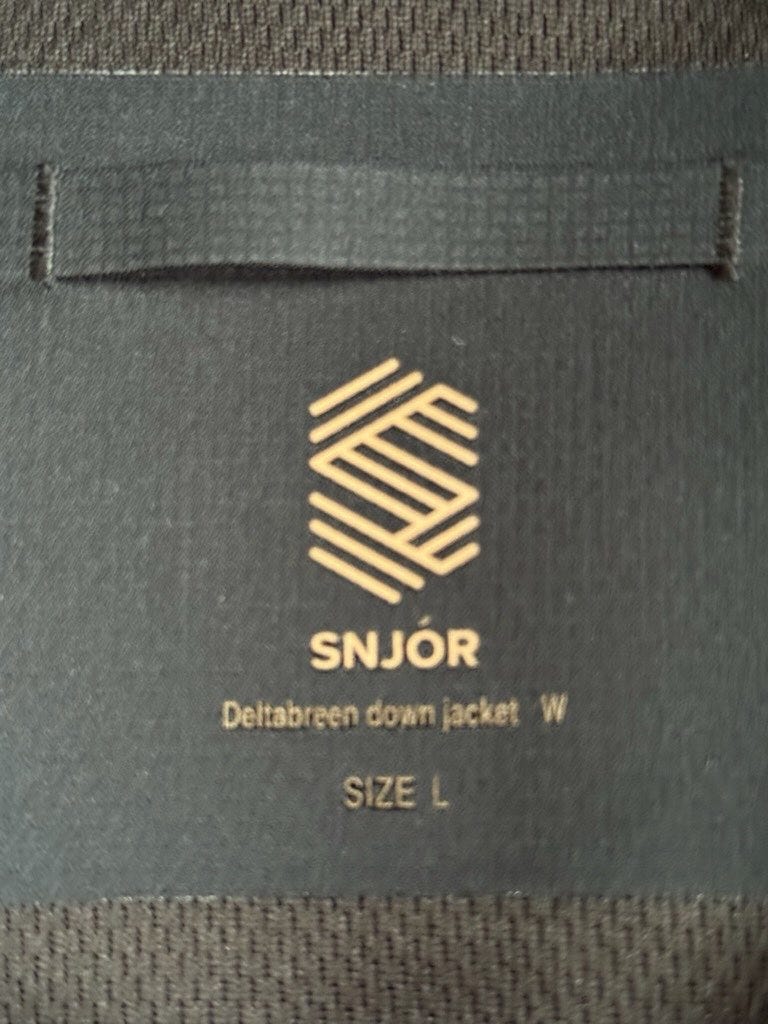 SNJÓR
Deltabreen down jacket W
SIZE L